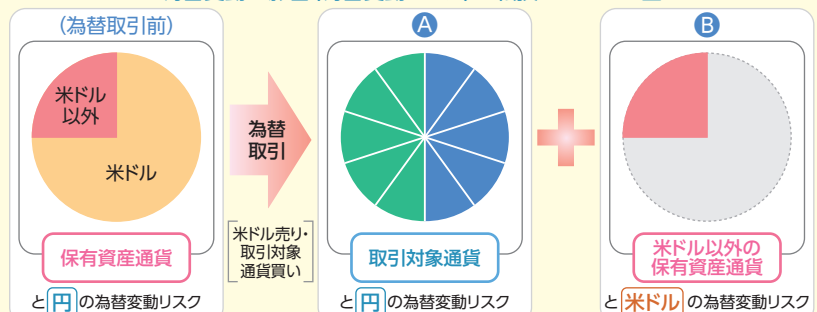 (為替取引前)
米ドル
以外
米ドル
保有資産通貨
と円の為替変動リスク
為替
取引
米ドル売り・
取引対象
通貨買い
A
取引対象通貨
と円の為替変動リスク
B
米ドル以外の
保有資産通貨
と米ドルの為替変動リスク